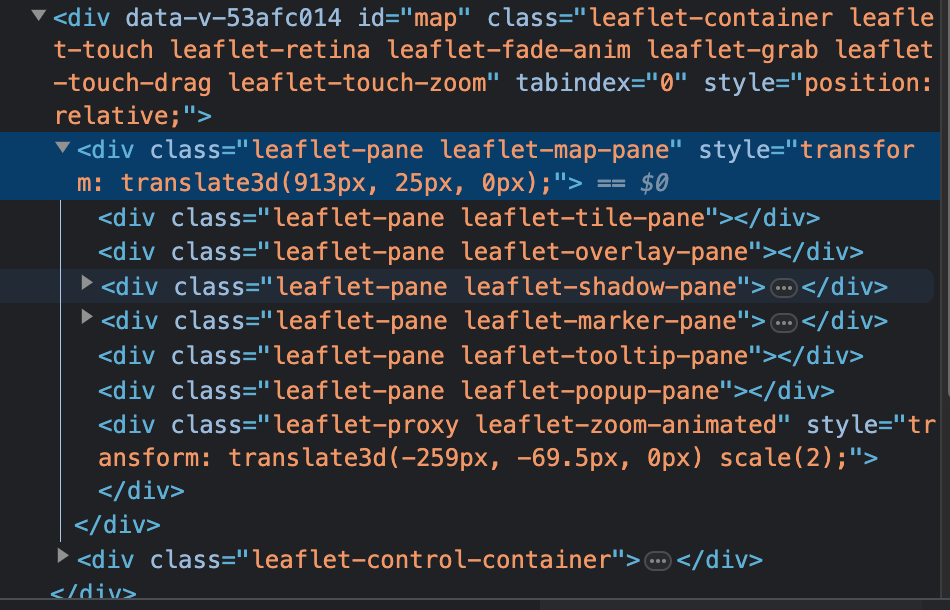 <div data-v-53afc014 id="map" class="leaflet-container leafle
t-touch leaflet-retina leaflet-fade-anim leaflet-grab leaflet
-touch-drag leaflet-touch-zoom" tabindex="0" style="position:
relative;">
<div class="leaflet-pane leaflet-map-pane" style="transfor
m: translate3d(913px, 25px, 0px);"> == $0
<div class="leaflet-pane leaflet-tile-pane"></div>
<div class="leaflet-pane leaflet-overlay-pane"></div>
<div class="leaflet-pane leaflet-shadow-pane">…</div>
<div class="leaflet-pane leaflet-marker-pane">…</div>
<div class="leaflet-pane leaflet-tooltip-pane"></div>
<div class="leaflet-pane leaflet-popup-pane"></div>
<div class="leaflet-proxy leaflet-zoom-animated" style="tr
ansform: translate3d(-259px, -69.5px, 0px) scale(2);">
</div>
</div>
<div class="leaflet-control-container">…</div>
</div>